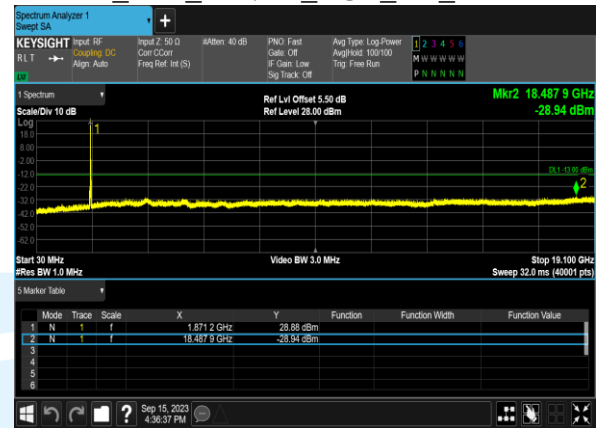 Spectrum Analyzer 1
Swept SA
+
KEYSIGHT
RLT
Input: RF
Coupling: DC
Align: Auto
Input Z: 50 Ω
Corr CCorr
Freq Ref: Int (S)
#Atten: 40 dB
PNO: Fast
Gate: Off
IF Gain: Low
Sig Track: Off
Avg Type: Log-Power
Avg|Hold: 100/100
Trig: Free Run
1 2 3 4 5 6
M W W W W W
P N N N N N
1 Spectrum
Scale/Div 10 dB
Ref Lvl Offset 5.50 dB
Ref Level 28.00 dBm
Mkr2 18.487 9 GHz
-28.94 dBm
Log
1
18.0
8.00
-2.00
-12.0
DL1 -13.00 dBm
-22.0
2
-32.0
-42.0
-52.0
-62.0
Start 30 MHz
#Res BW 1.0 MHz
Video BW 3.0 MHz
Stop 19.100 GHz
Sweep 32.0 ms (40001 pts)
5 Marker Table
Mode Trace Scale X Y Function Function Width Function Value
1 N 1 f 1.871 2 GHz 28.88 dBm
2 N 1 f 18.487 9 GHz -28.94 dBm
3
4
5
6
?
Sep 15, 2023
4:36:37 PM